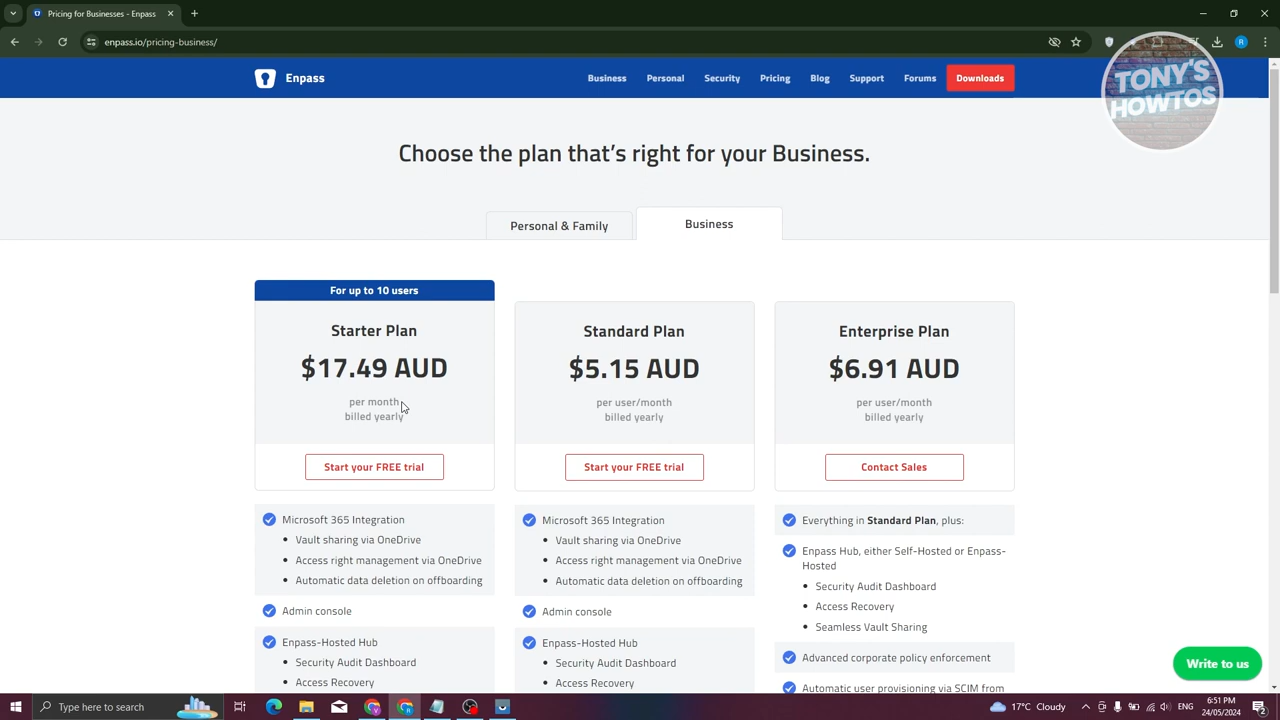 Pricing for Businesses - Enpass
enpass.io/pricing-business/
R
Enpass
Business
Personal
Security
Pricing
Blog
Support
Forums
Downloads
TONY'S
HOWTOS
Choose the plan that's right for your Business.
Personal & Family
Business
For up to 10 users
Starter Plan
$17.49 AUD
per month
billed yearly
Start your FREE trial
Microsoft 365 Integration
• Vault sharing via OneDrive
• Access right management via OneDrive
• Automatic data deletion on offboarding
Admin console
Enpass-Hosted Hub
• Security Audit Dashboard
• Access Recovery
Standard Plan
$5.15 AUD
per user/month
billed yearly
Start your FREE trial
Microsoft 365 Integration
• Vault sharing via OneDrive
• Access right management via OneDrive
• Automatic data deletion on offboarding
Admin console
Enpass-Hosted Hub
• Security Audit Dashboard
• Access Recovery
Enterprise Plan
$6.91 AUD
per user/month
billed yearly
Contact Sales
Everything in Standard Plan, plus:
Enpass Hub, either Self-Hosted or Enpass-
Hosted
• Security Audit Dashboard
• Access Recovery
• Seamless Vault Sharing
Advanced corporate policy enforcement
Automatic user provisioning via SCIM from
Write to us
Type here to search
17°C Cloudy
6:51 PM
24/05/2024
2